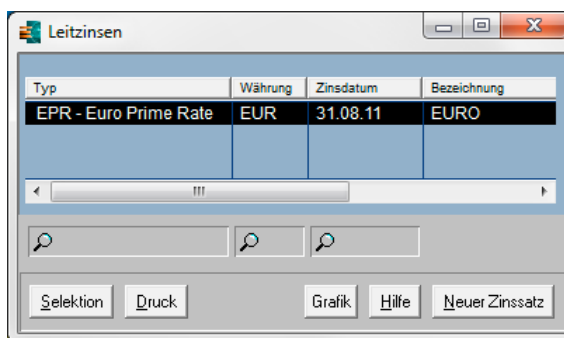 Leitzinsen
Typ Währung Zinsdatum Bezeichnung
EPR - Euro Prime Rate EUR 31.08.11 EURO
Selektion Druck Grafik Hilfe Neuer Zinssatz